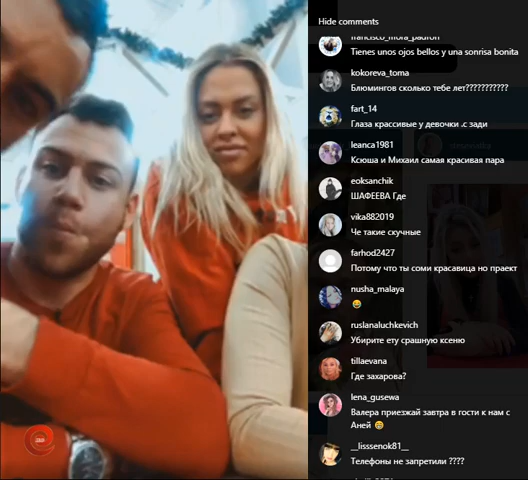 Hide comments
francisco_mora_padron
Tienes unos ojos bellos y una sonrisa bonita
kokoreva_toma
Блюмингов сколько тебе лет???????????
fart_14
Глаза крассивые у девочки .с зади
leanca1981
Ксюша и Михаил самая красивая пара
eoksanchik
ШАФЕЕВА Где
vika882019
Че такие скучные
farhod2427
Потому что ты соми красавица но праект
nusha_malaya
😂
ruslanaluchkevich
Убирите ету срашную ксеню
tillaevana
Где захарова?
lena_gusewa
Валера приезжай завтра в гости к нам с
Аней 😊
__lisssenok81__
Телефоны не запретили ????